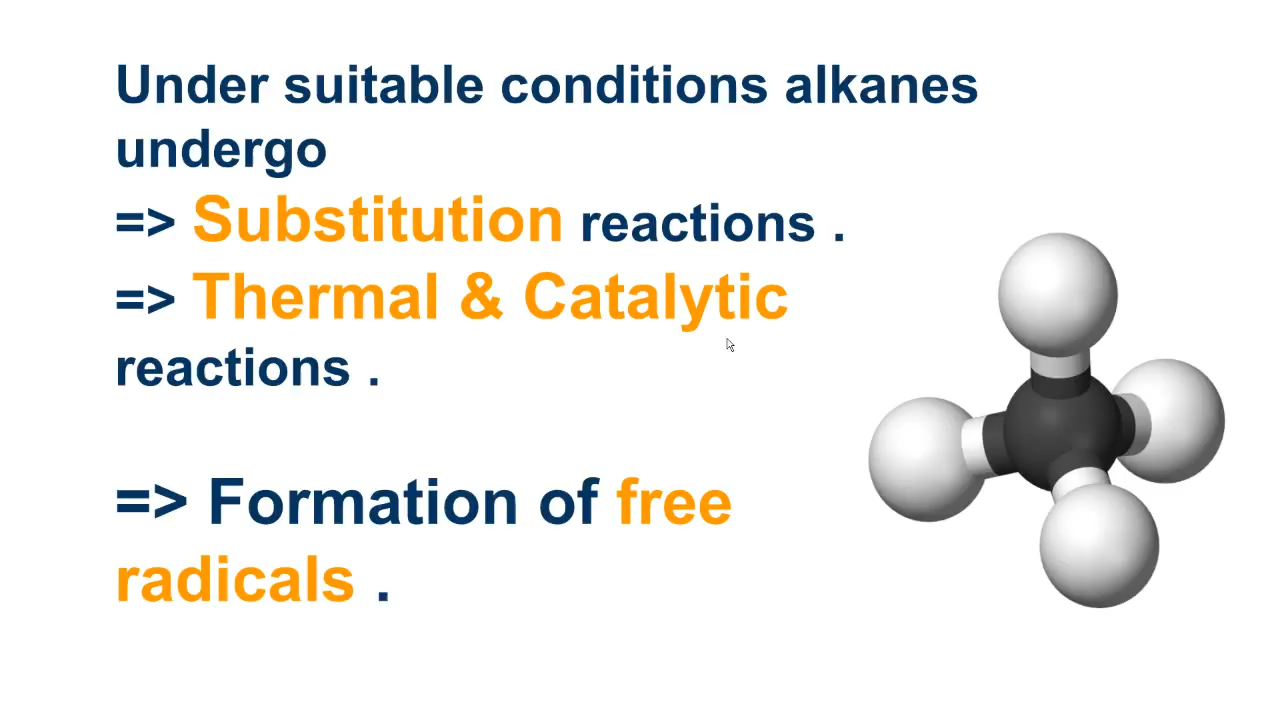 Under suitable conditions alkanes
undergo
=> Substitution reactions .
=> Thermal & Catalytic
reactions .
=> Formation of free
radicals .